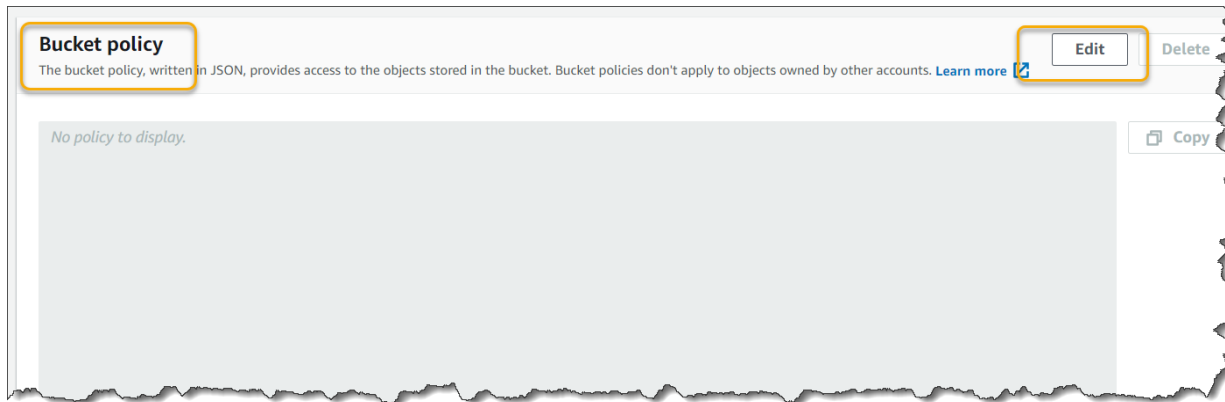 Bucket policy
Edit
Delete
The bucket policy, written in JSON, provides access to the objects stored in the bucket. Bucket policies don't apply to objects owned by other accounts. Learn more
No policy to display.
Copy